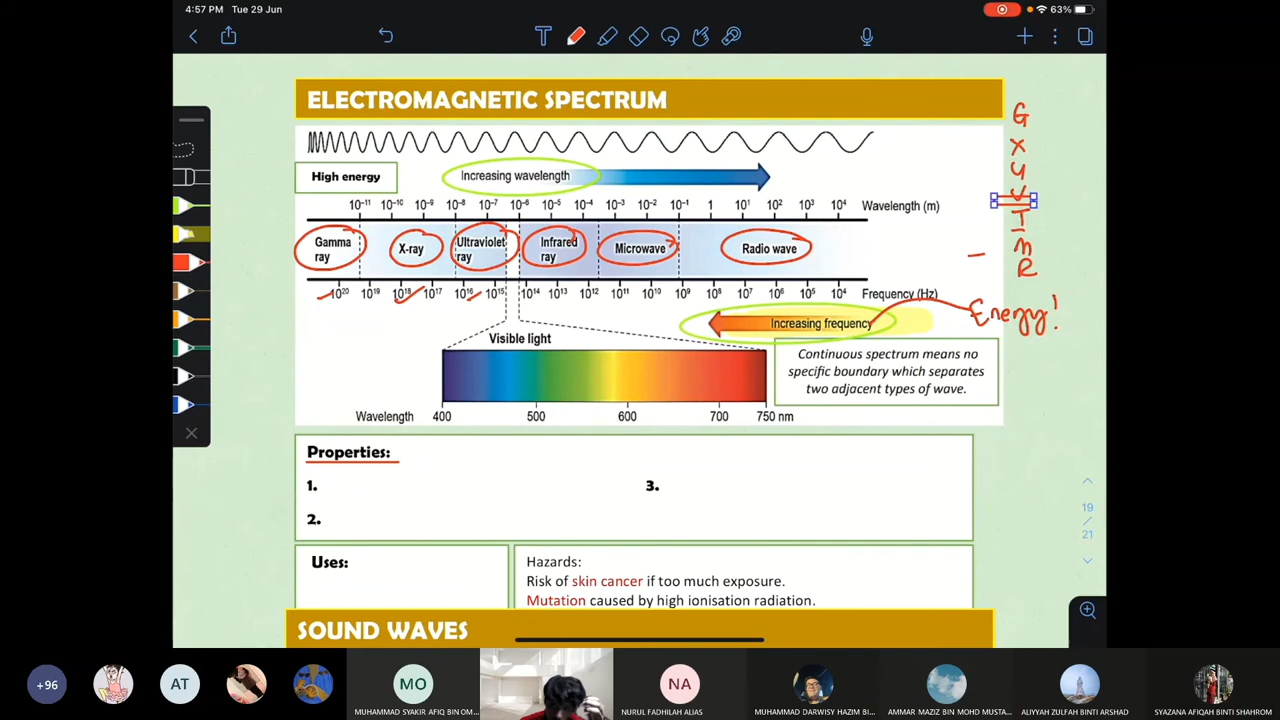 4:57 PM Tue 29 Jun
63%
T
ELECTROMAGNETIC SPECTRUM
G
X
U
V
I
M
R
High energy
Increasing wavelength
10⁻¹¹ 10⁻¹⁰ 10⁻⁹ 10⁻⁸ 10⁻⁷ 10⁻⁶ 10⁻⁵ 10⁻⁴ 10⁻³ 10⁻² 10⁻¹ 1 10¹ 10² 10³ 10⁴ Wavelength (m)
Gamma ray
X-ray
Ultraviolet ray
Infrared ray
Microwave
Radio wave
10²⁰ 10¹⁹ 10¹⁸ 10¹⁷ 10¹⁶ 10¹⁵ 10¹⁴ 10¹³ 10¹² 10¹¹ 10¹⁰ 10⁹ 10⁸ 10⁷ 10⁶ 10⁵ 10⁴ Frequency (Hz)
Increasing frequency
Energy!
Visible light
Continuous spectrum means no
specific boundary which separates
two adjacent types of wave.
Wavelength 400 500 600 700 750 nm
Properties:
1. 3.
2.
19
/
21
Uses:
Hazards:
Risk of skin cancer if too much exposure.
Mutation caused by high ionisation radiation.
SOUND WAVES
+96
AT
MO
NA
MUHAMMAD SYAKIR AFIQ BIN OM...
NURUL FADHILAH ALIAS
MUHAMMAD DARWISY HAZIM BI...
AMMAR MAZIZ BIN MOHD MUSTA...
ALIYYAH ZULFAH BINTI ARSHAD
SYAZANA AFIQAH BINTI SHAHROM